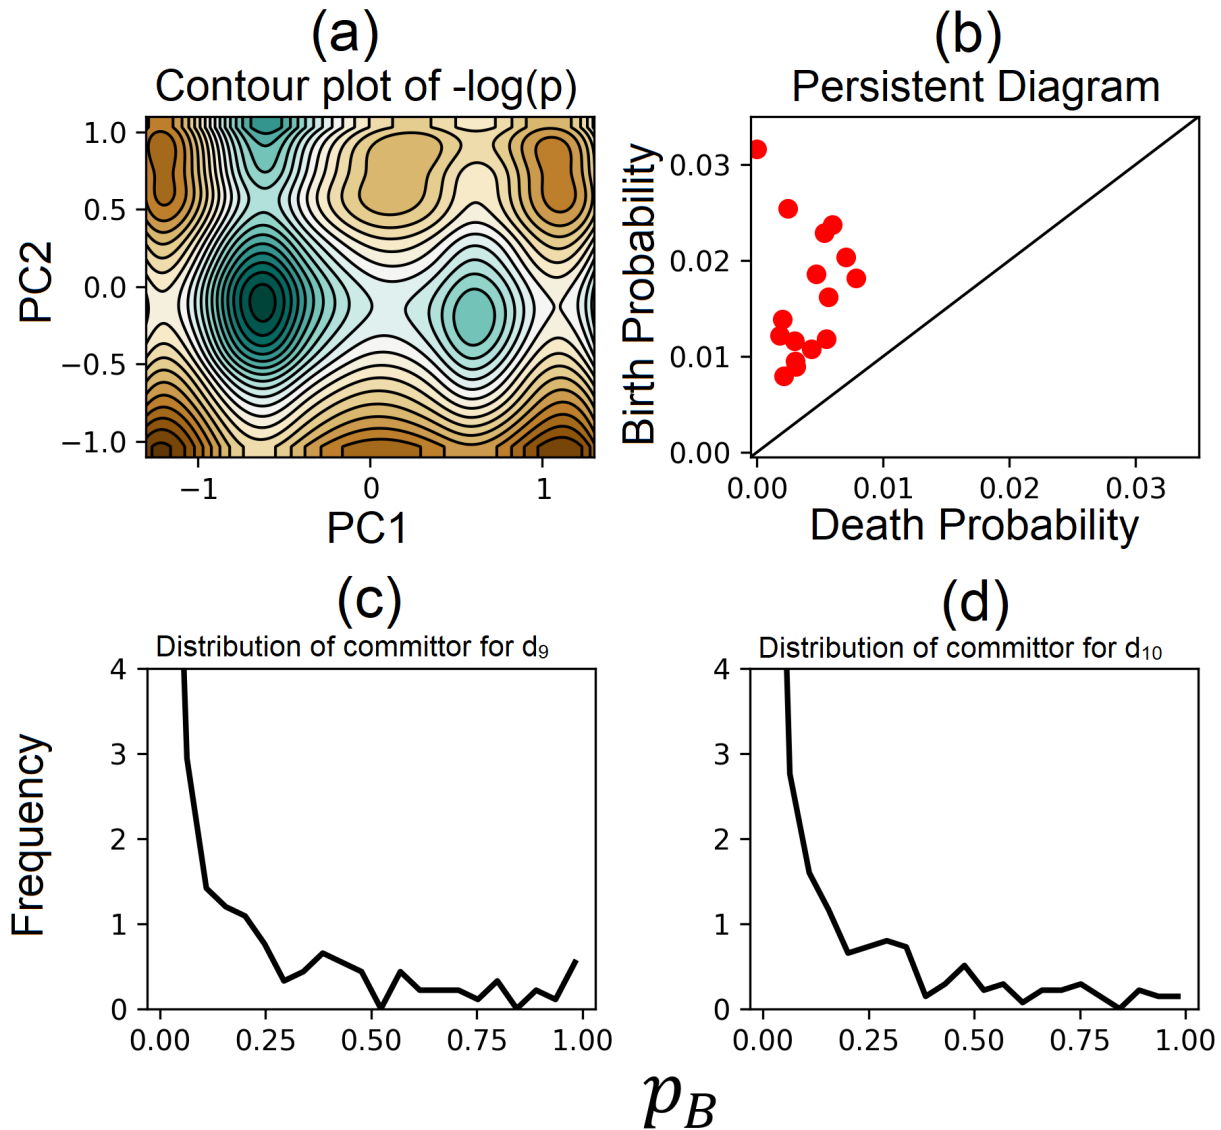 (a)
Contour plot of -log(p)
PC2
1.0
0.5
0.0
−0.5
−1.0
−1
0
1
PC1
(b)
Persistent Diagram
Birth Probability
0.03
0.02
0.01
0.00
0.00
0.01
0.02
0.03
Death Probability
(c)
Distribution of committor for d₉
Frequency
4
3
2
1
0
0.00
0.25
0.50
0.75
1.00
(d)
Distribution of committor for d₁₀
4
3
2
1
0
0.00
0.25
0.50
0.75
1.00
p_B